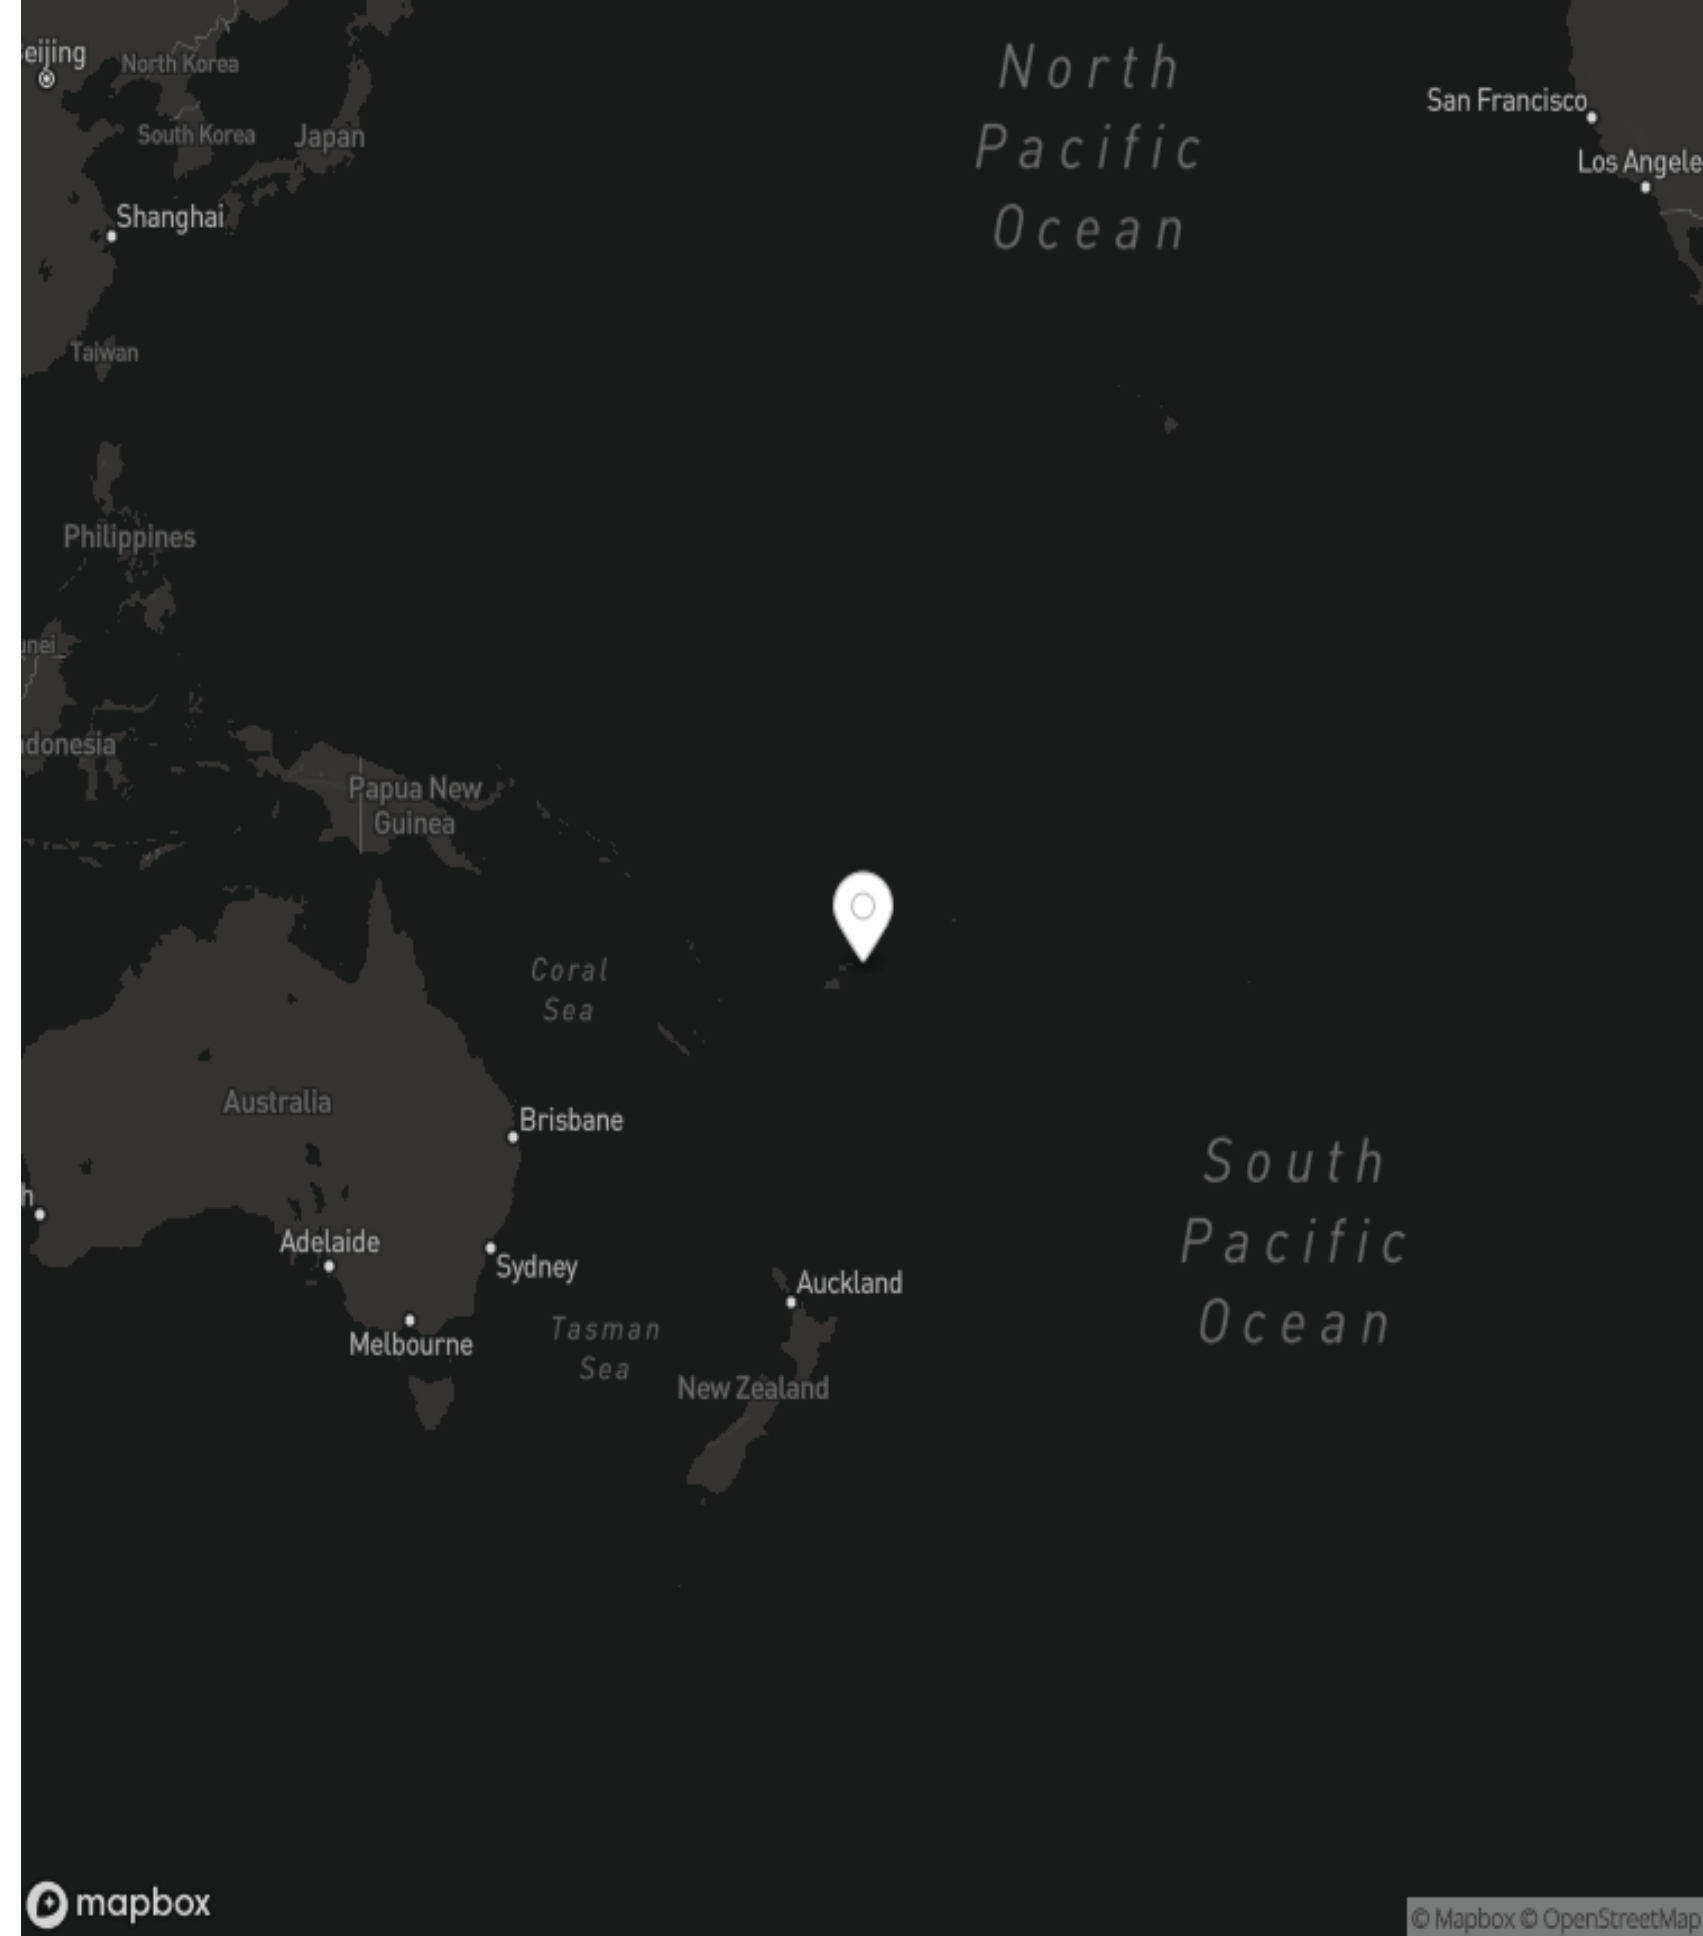 eijing
North Korea
South Korea
Japan
Shanghai
Taiwan
North
Pacific
Ocean
San Francisco
Los Angele
Philippines
unei
donesia
Papua New
Guinea
Coral
Sea
Australia
Brisbane
h
Adelaide
Sydney
Melbourne
Tasman
Sea
Auckland
New Zealand
South
Pacific
Ocean
mapbox
© Mapbox © OpenStreetMap